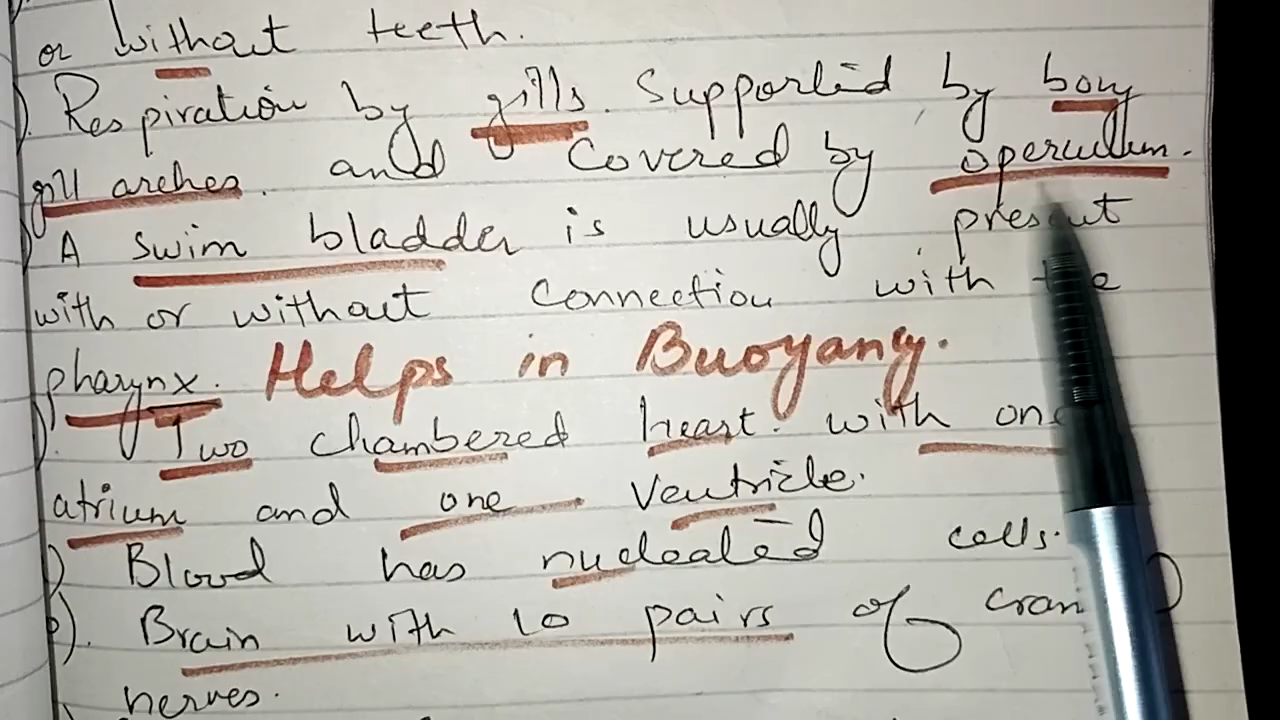 or without teeth.
). Respiration by gills. Supported by bony
gill arches. and Covered by operculum.
) A swim bladder is usually present
with or without Connection with the
pharynx. Helps in Buoyancy.
). Two chambered heart. with one
atrium and one Ventricle.
) Blood has nucleated cells.
). Brain with 10 pairs of cran
nerves.